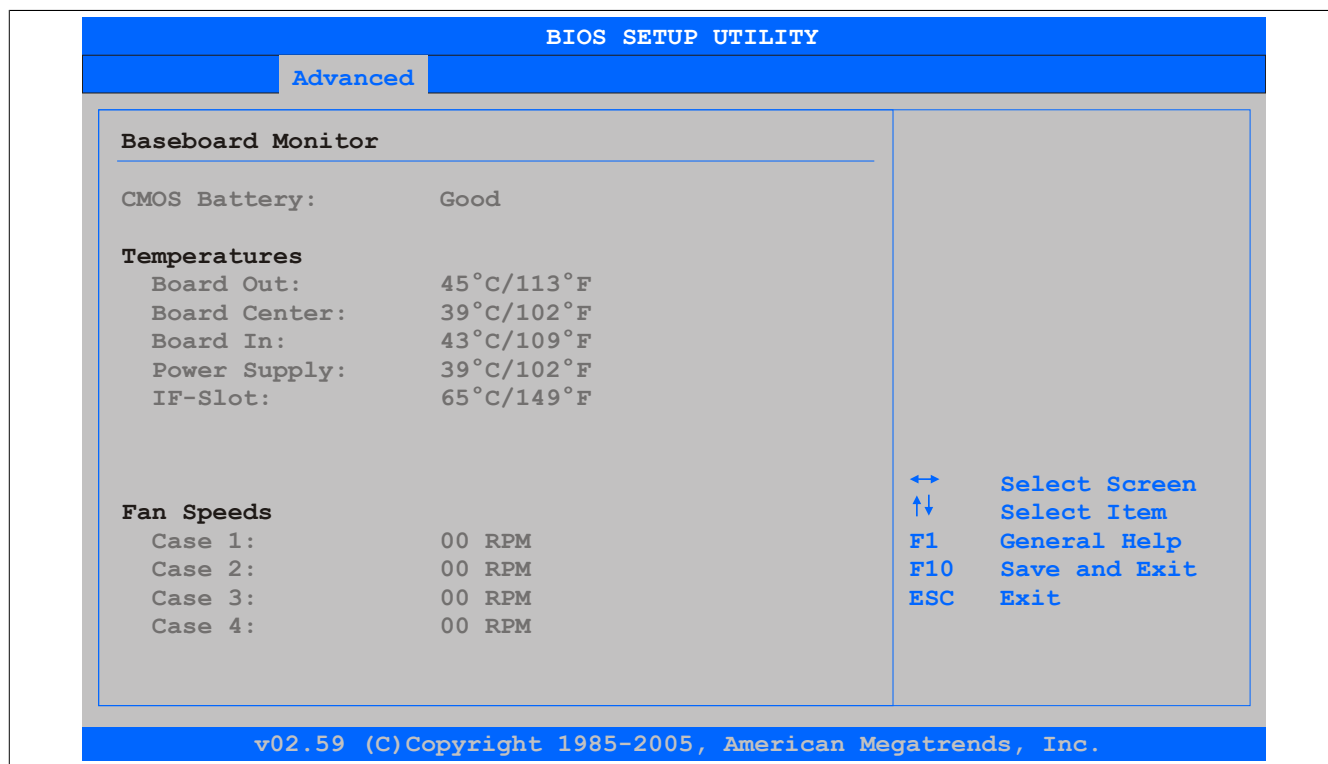 BIOS SETUP UTILITY
Advanced
Baseboard Monitor
CMOS Battery: Good
Temperatures
Board Out: 45°C/113°F
Board Center: 39°C/102°F
Board In: 43°C/109°F
Power Supply: 39°C/102°F
IF-Slot: 65°C/149°F
Fan Speeds
Case 1: 00 RPM
Case 2: 00 RPM
Case 3: 00 RPM
Case 4: 00 RPM
↔ Select Screen
↑↓ Select Item
F1 General Help
F10 Save and Exit
ESC Exit
v02.59 (C)Copyright 1985-2005, American Megatrends, Inc.